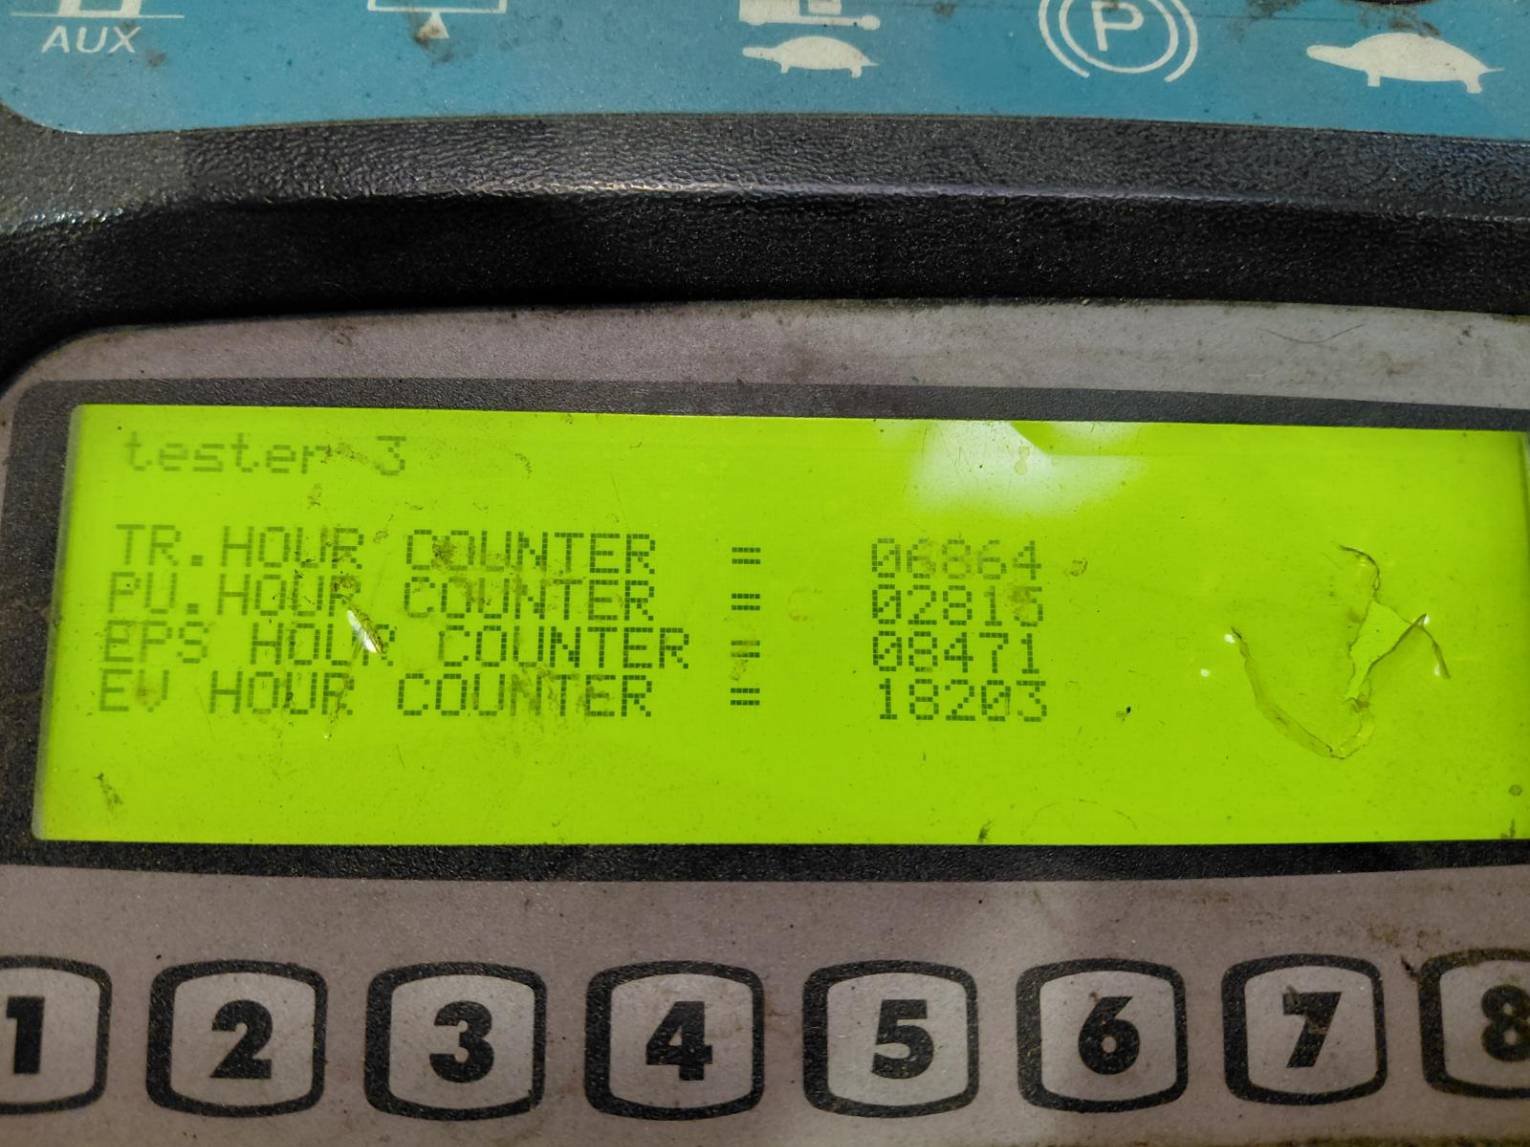 AUX
P
tester 3
TR.HOUR COUNTER = 06864
PU.HOUR COUNTER = 02815
EPS HOUR COUNTER = 08471
EV HOUR COUNTER = 18203
1 2 3 4 5 6 7 8